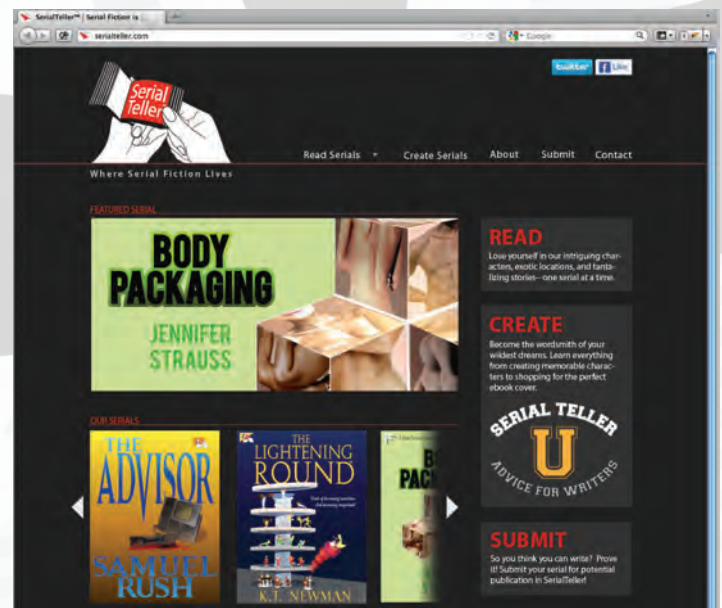 SerialTeller™ | Serial Fiction is
serialteller.com
Google
twitter
Like
Serial
Teller
Read Serials
Create Serials
About
Submit
Contact
Where Serial Fiction Lives
FEATURED SERIAL
BODY
PACKAGING
JENNIFER
STRAUSS
READ
Lose yourself in our intriguing char-
acters, exotic locations, and tanta-
lizing stories—one serial at a time.
CREATE
Become the wordsmith of your
wildest dreams. Learn everything
from creating memorable charac-
ters to shopping for the perfect
ebook cover.
SERIAL TELLER
U
ADVICE FOR WRITERS
OUR SERIALS
THE
ADVISOR
SAMUEL
RUSH
THE
LIGHTENING
ROUND
K.T. NEWMAN
B
PAC
SUBMIT
So you think you can write? Prove
it! Submit your serial for potential
publication in SerialTeller!